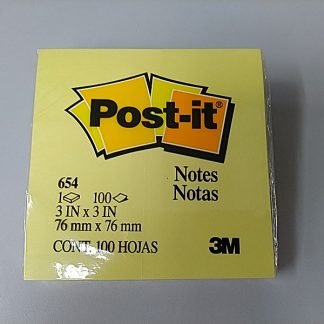 Post-it
Notes
Notas
654
1 100
3 IN x 3 IN
76 mm x 76 mm
CONT. 100 HOJAS
3M